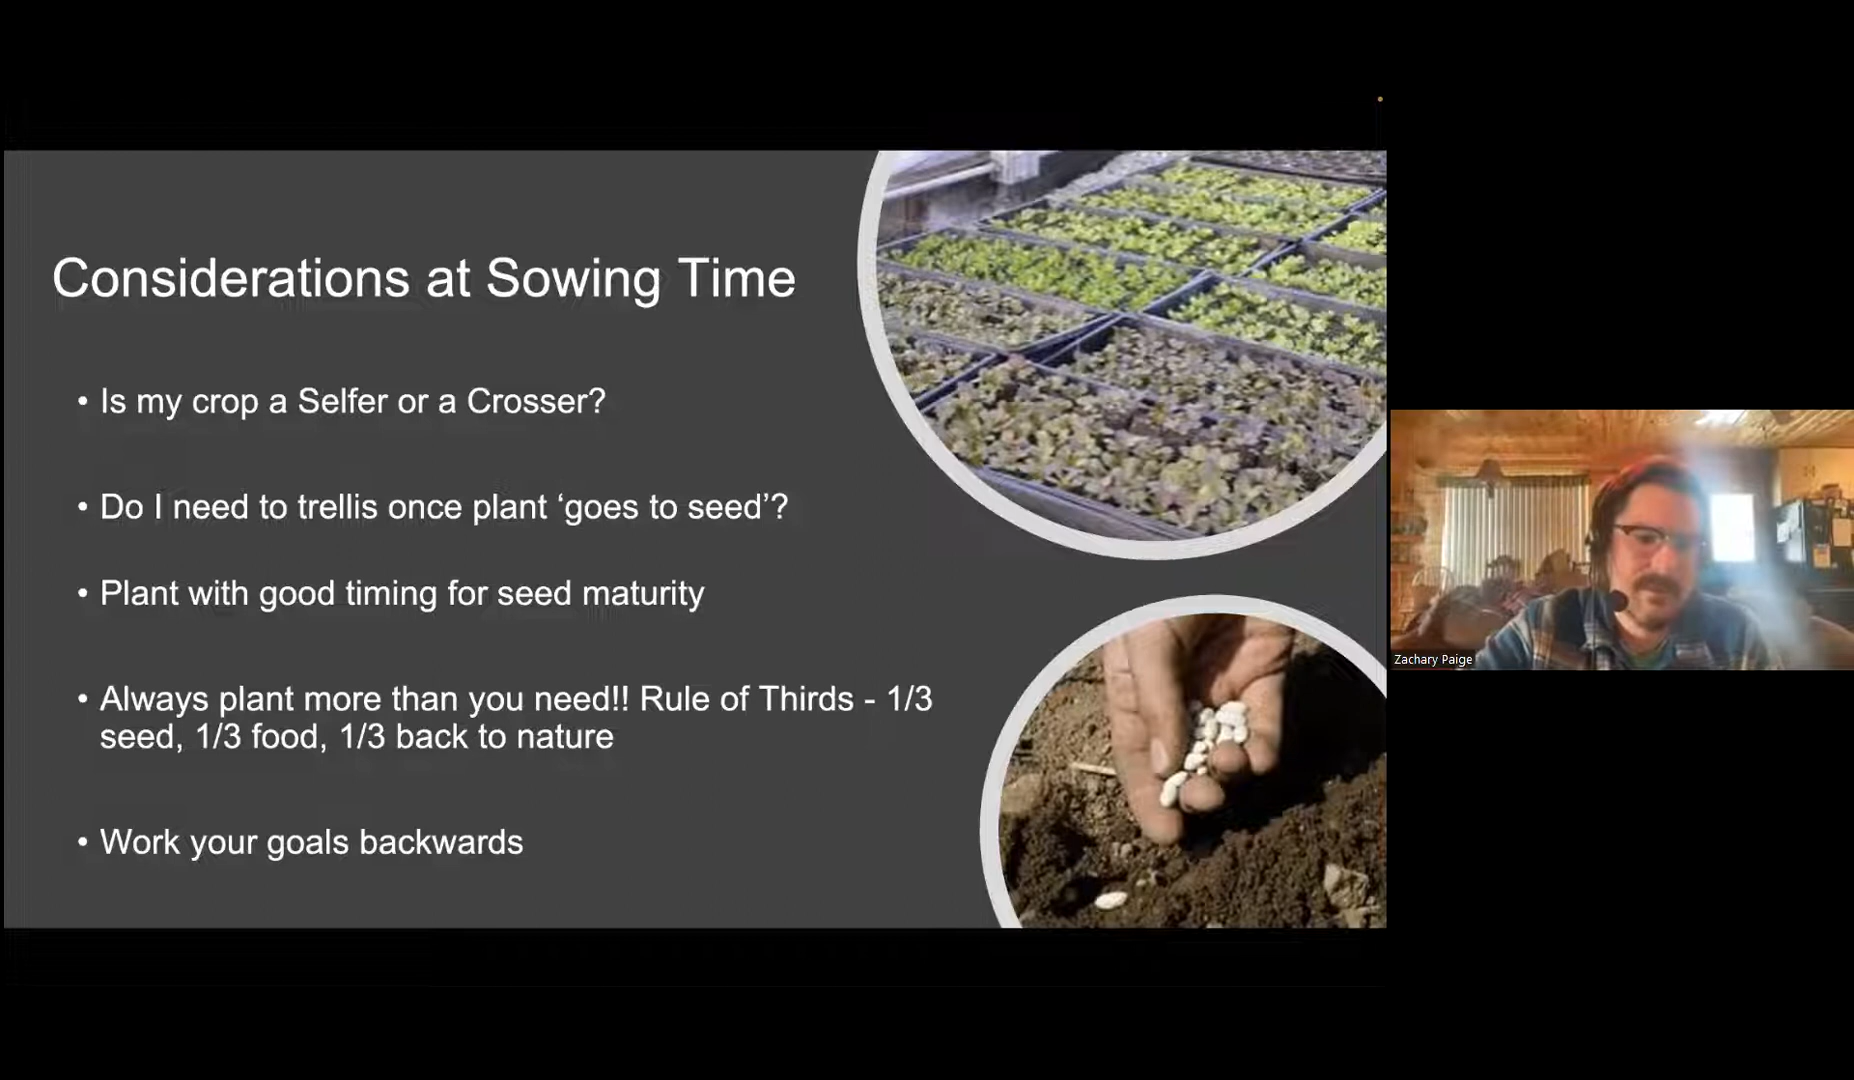 Considerations at Sowing Time
• Is my crop a Selfer or a Crosser?
• Do I need to trellis once plant ‘goes to seed’?
• Plant with good timing for seed maturity
• Always plant more than you need!! Rule of Thirds - 1/3
seed, 1/3 food, 1/3 back to nature
• Work your goals backwards
Zachary Paige